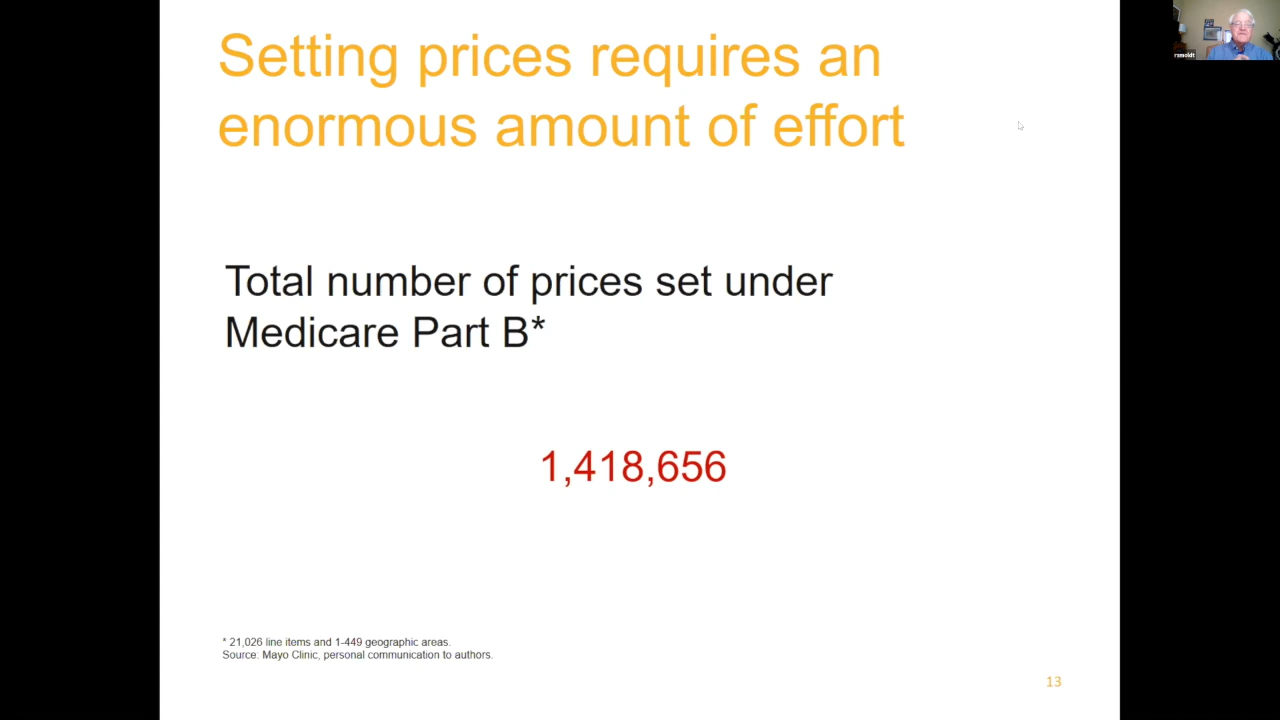 Setting prices requires an
enormous amount of effort
Total number of prices set under
Medicare Part B*
1,418,656
* 21,026 line items and 1-449 geographic areas.
Source: Mayo Clinic, personal communication to authors.
13
rsmoldt